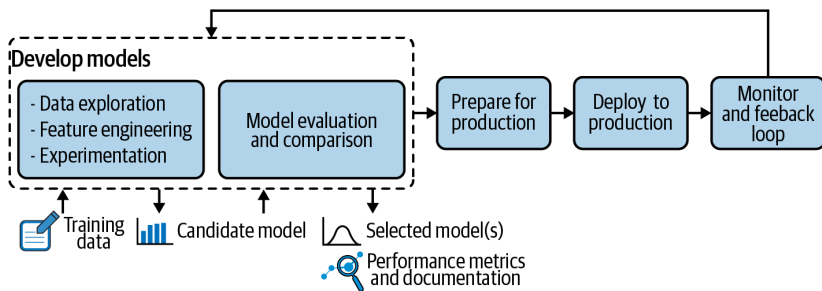 Develop models
- Data exploration
- Feature engineering
- Experimentation
Model evaluation
and comparison
Prepare for
production
Deploy to
production
Monitor
and feeback
loop
Training
data
Candidate model
Selected model(s)
Performance metrics
and documentation